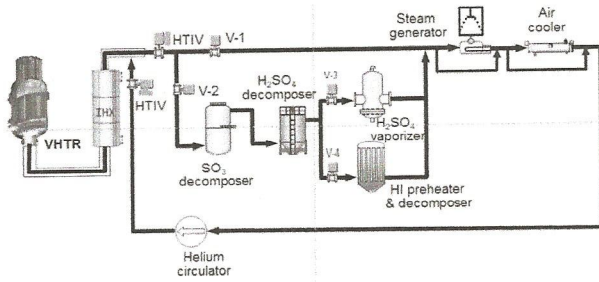 Steam
generator
Air
cooler
HTIV
V-1
HTIV
V-2
H₂SO₄
decomposer
V-3
H₂SO₄
vaporizer
IHX
VHTR
SO₃
decomposer
V-4
HI preheater
& decomposer
Helium
circulator